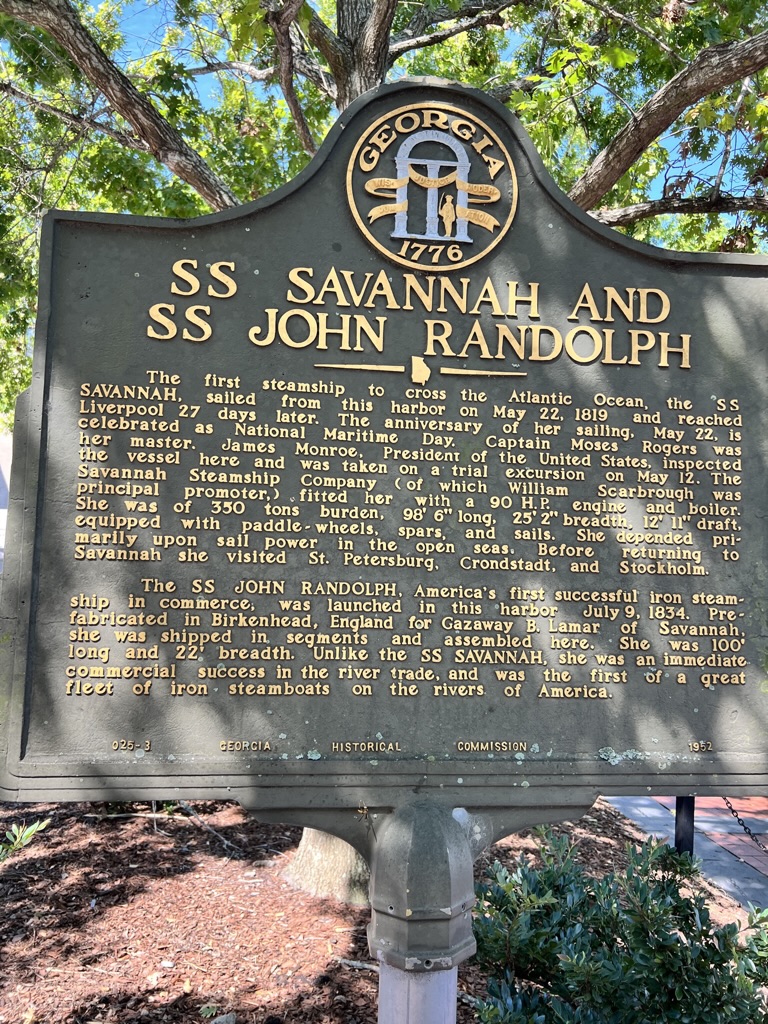 GEORGIA
1776
SS SAVANNAH AND
SS JOHN RANDOLPH
The first steamship to cross the Atlantic Ocean, the SS
SAVANNAH, sailed from this harbor on May 22, 1819 and reached
Liverpool 27 days later. The anniversary of her sailing, May 22, is
celebrated as National Maritime Day. Captain Moses Rogers was
her master. James Monroe, President of the United States, inspected
the vessel here and was taken on a trial excursion on May 12. The
Savannah Steamship Company (of which William Scarbrough was
principal promoter,) fitted her with a 90 H.P. engine and boiler.
She was of 350 tons burden, 98' 6" long, 25' 2" breadth, 12' 11" draft,
equipped with paddle-wheels, spars, and sails. She depended pri-
marily upon sail power in the open seas. Before returning to
Savannah she visited St. Petersburg, Crondstadt, and Stockholm.
The SS JOHN RANDOLPH, America's first successful iron steam-
ship in commerce, was launched in this harbor July 9, 1834. Pre-
fabricated in Birkenhead, England for Gazaway B. Lamar of Savannah,
she was shipped in segments and assembled here. She was 100'
long and 22' breadth. Unlike the SS SAVANNAH, she was an immediate
commercial success in the river trade, and was the first of a great
fleet of iron steamboats on the rivers of America.
025-3 GEORGIA HISTORICAL COMMISSION 1952